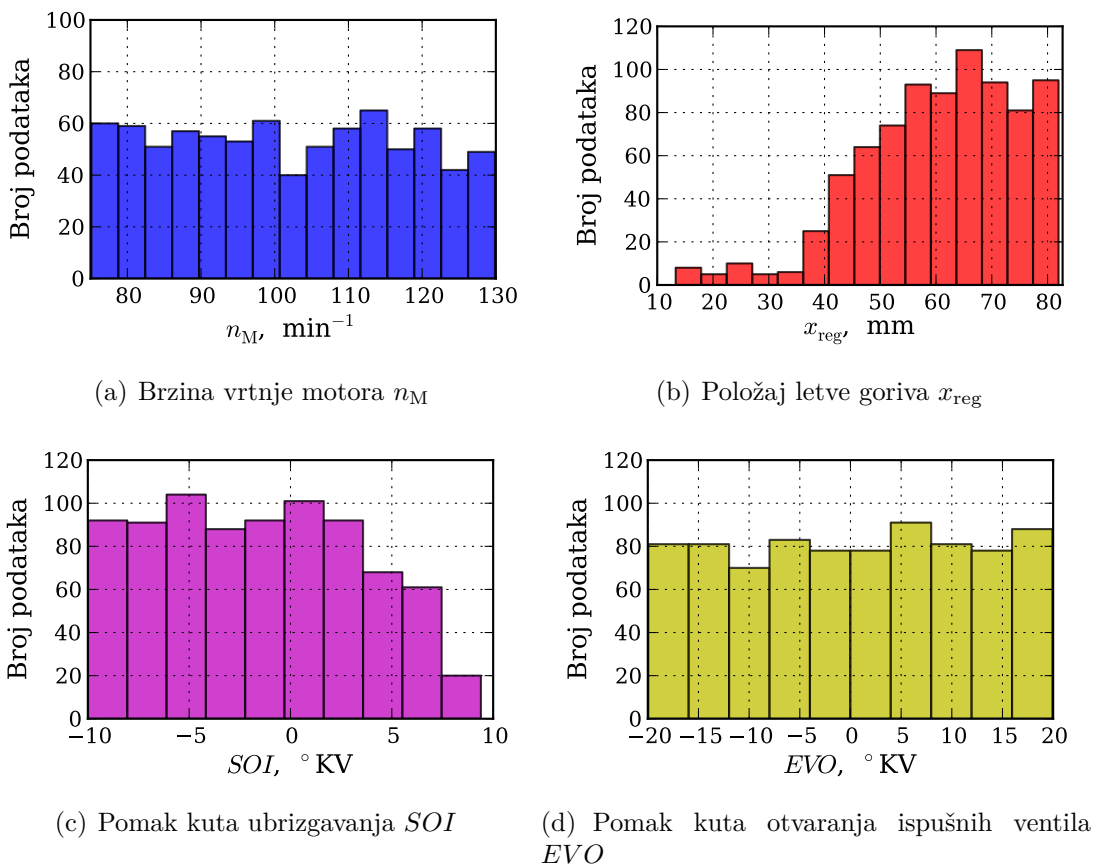 100
80
60
40
20
0
80 90 100 110 120 130
Broj podataka
n_M, min⁻¹
(a) Brzina vrtnje motora n_M
120
100
80
60
40
20
0
10 20 30 40 50 60 70 80
Broj podataka
x_reg, mm
(b) Položaj letve goriva x_reg
120
100
80
60
40
20
0
−10 −5 0 5 10
Broj podataka
SOI, °KV
(c) Pomak kuta ubrizgavanja SOI
120
100
80
60
40
20
0
−20 −15 −10 −5 0 5 10 15 20
Broj podataka
EVO, °KV
(d) Pomak kuta otvaranja ispušnih ventila
EVO